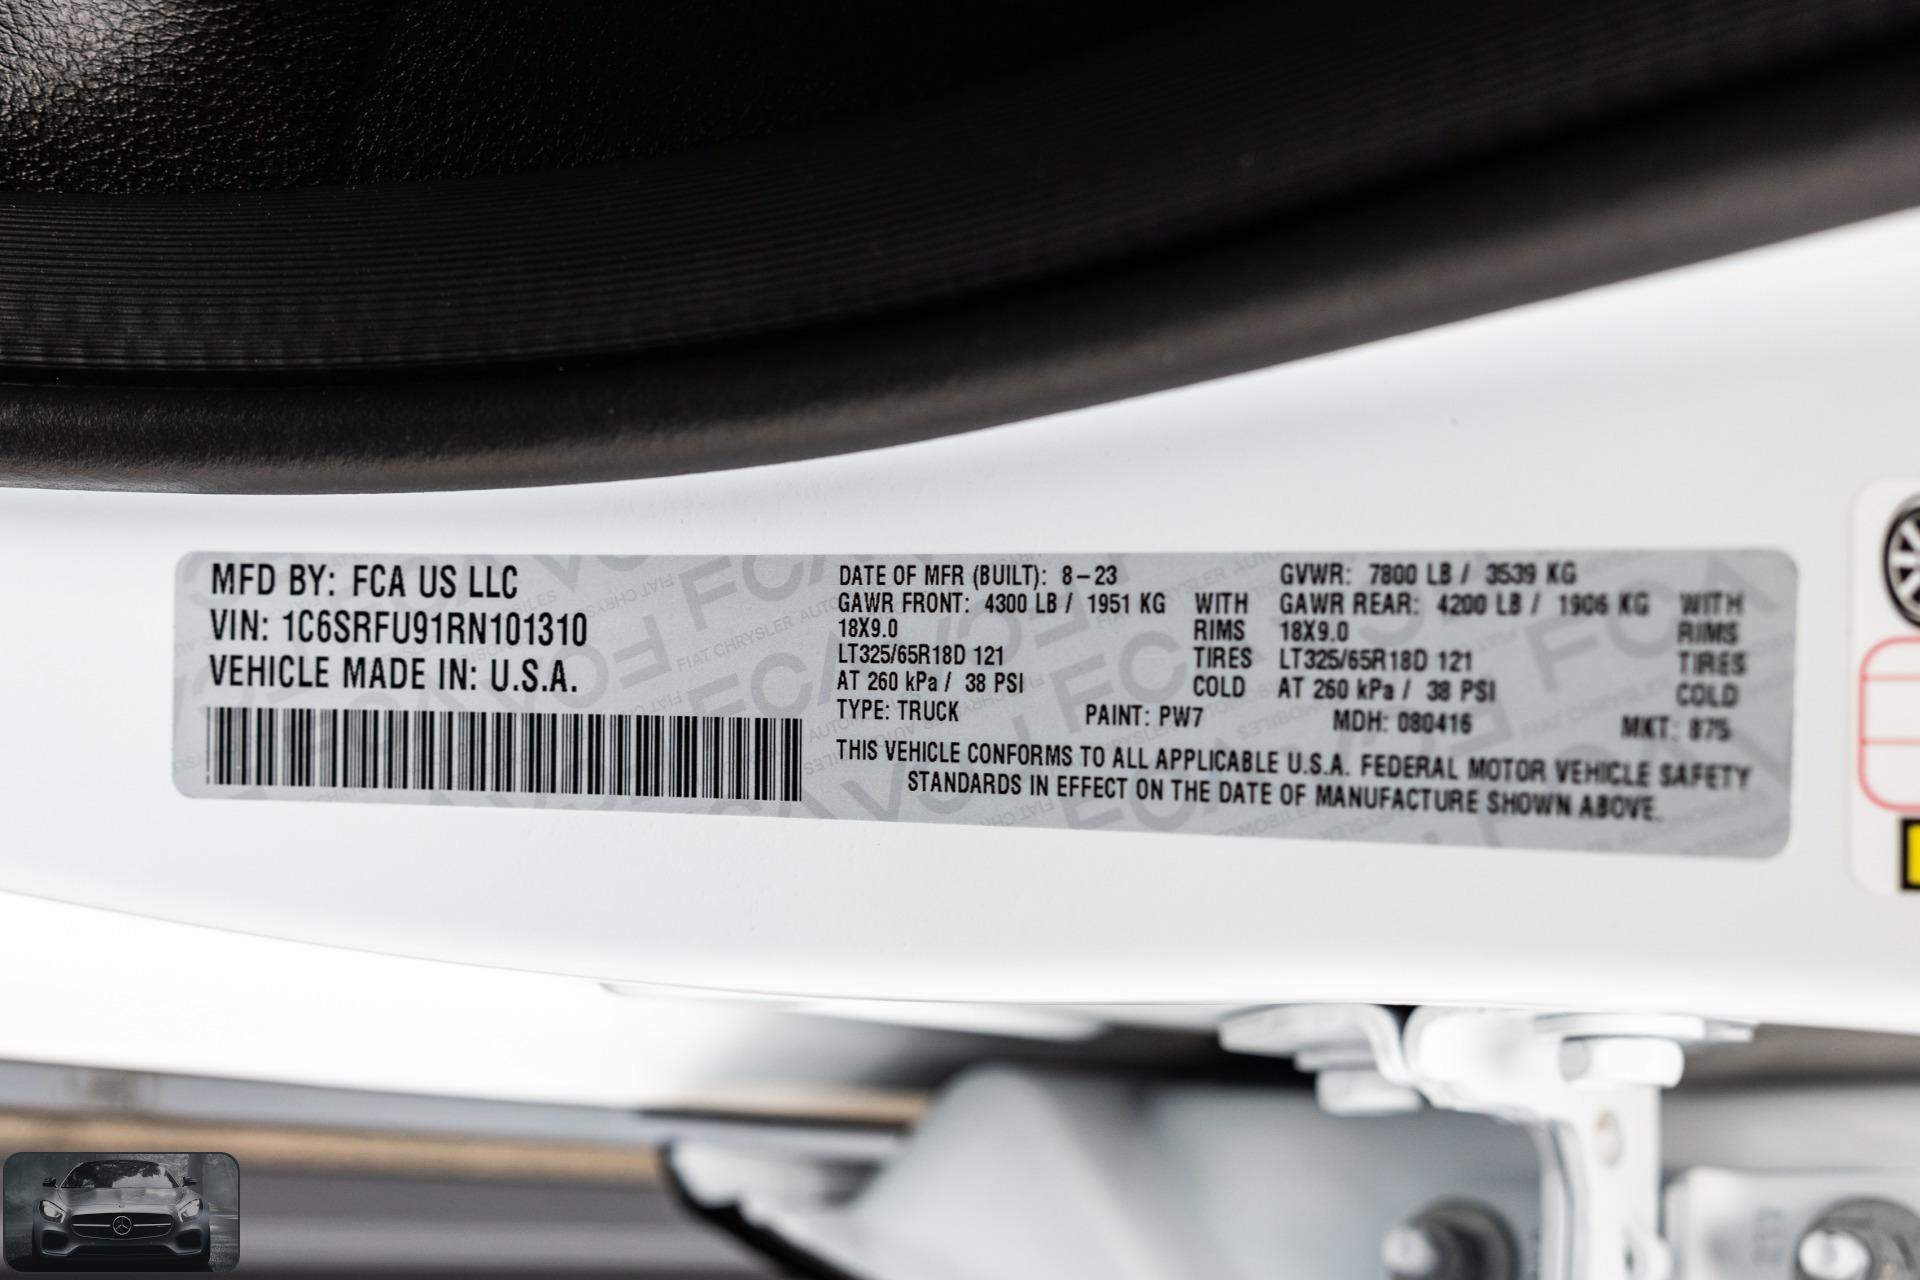 MFD BY: FCA US LLC
VIN: 1C6SRFU91RN101310
VEHICLE MADE IN: U.S.A.
DATE OF MFR (BUILT): 8-23 GVWR: 7800 LB / 3539 KG
GAWR FRONT: 4300 LB / 1951 KG WITH GAWR REAR: 4200 LB / 1906 KG WITH
18X9.0 RIMS 18X9.0 RIMS
LT325/65R18D 121 TIRES LT325/65R18D 121 TIRES
AT 260 kPa / 38 PSI COLD AT 260 kPa / 38 PSI COLD
TYPE: TRUCK PAINT: PW7 MDH: 080416 MKT: 875
THIS VEHICLE CONFORMS TO ALL APPLICABLE U.S.A. FEDERAL MOTOR VEHICLE SAFETY
STANDARDS IN EFFECT ON THE DATE OF MANUFACTURE SHOWN ABOVE.